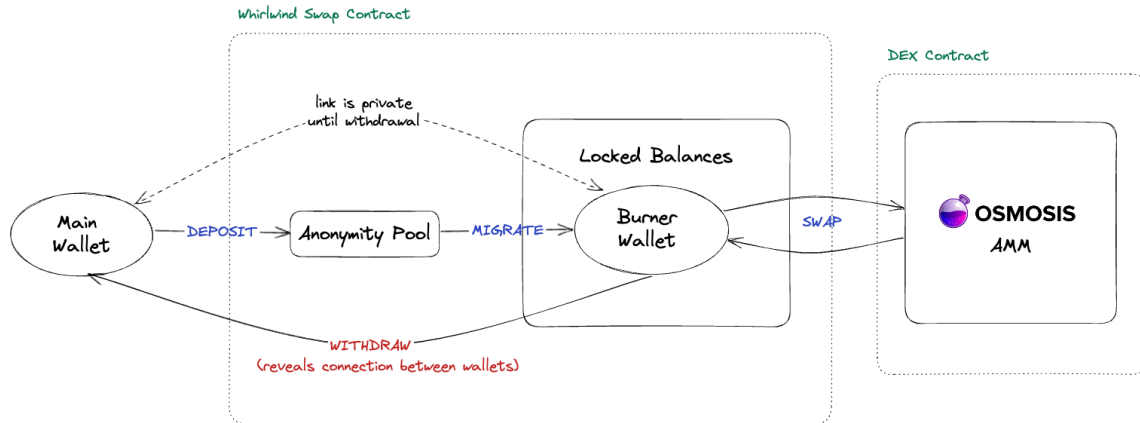 Whirlwind Swap Contract
DEX Contract
link is private
until withdrawal
Locked Balances
Main
Wallet
DEPOSIT
Anonymity Pool
MIGRATE
Burner
Wallet
SWAP
OSMOSIS
AMM
WITHDRAW
(reveals connection between wallets)